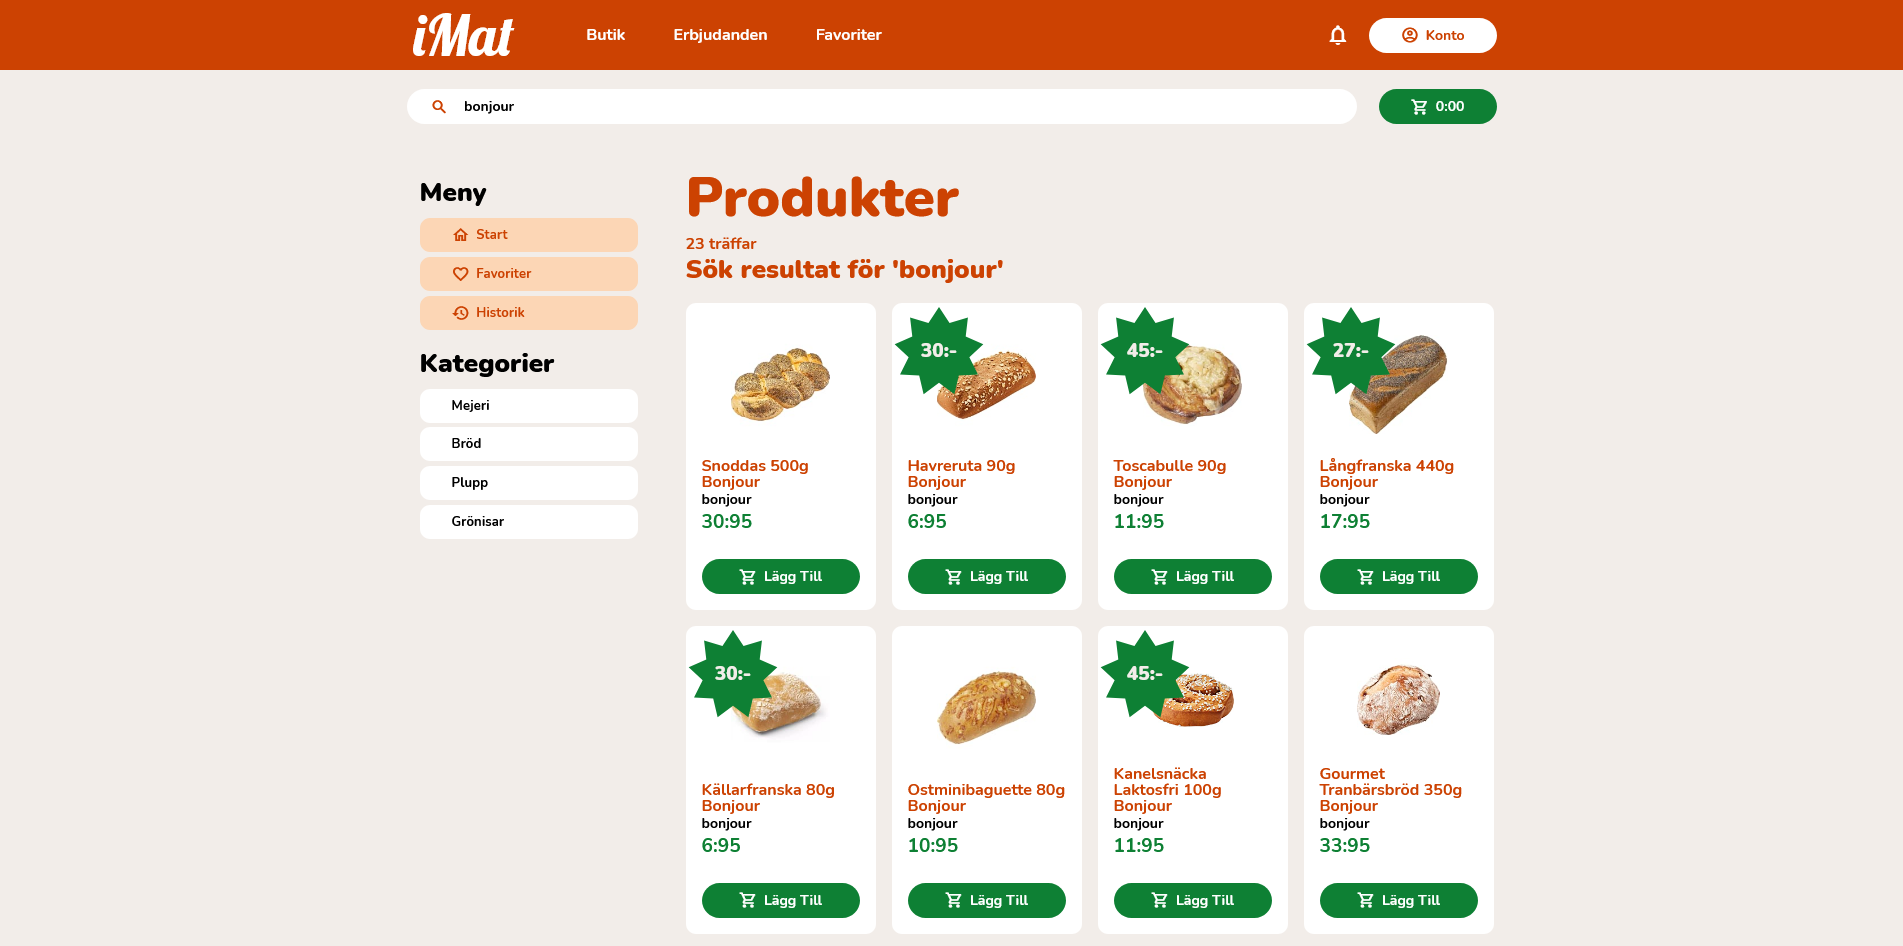 iMat
Butik
Erbjudanden
Favoriter
Konto
bonjour
0:00
Meny
Start
Favoriter
Historik
Kategorier
Mejeri
Bröd
Plupp
Grönisar
Produkter
23 träffar
Sök resultat för 'bonjour'
Snoddas 500g
Bonjour
bonjour
30:95
Lägg Till
30:-
Havreruta 90g
Bonjour
bonjour
6:95
Lägg Till
45:-
Toscabulle 90g
Bonjour
bonjour
11:95
Lägg Till
27:-
Långfranska 440g
Bonjour
bonjour
17:95
Lägg Till
30:-
Källarfranska 80g
Bonjour
bonjour
6:95
Lägg Till
Ostminibaguette 80g
Bonjour
bonjour
10:95
Lägg Till
45:-
Kanelsnäcka
Laktosfri 100g
Bonjour
bonjour
11:95
Lägg Till
Gourmet
Tranbärsbröd 350g
Bonjour
bonjour
33:95
Lägg Till